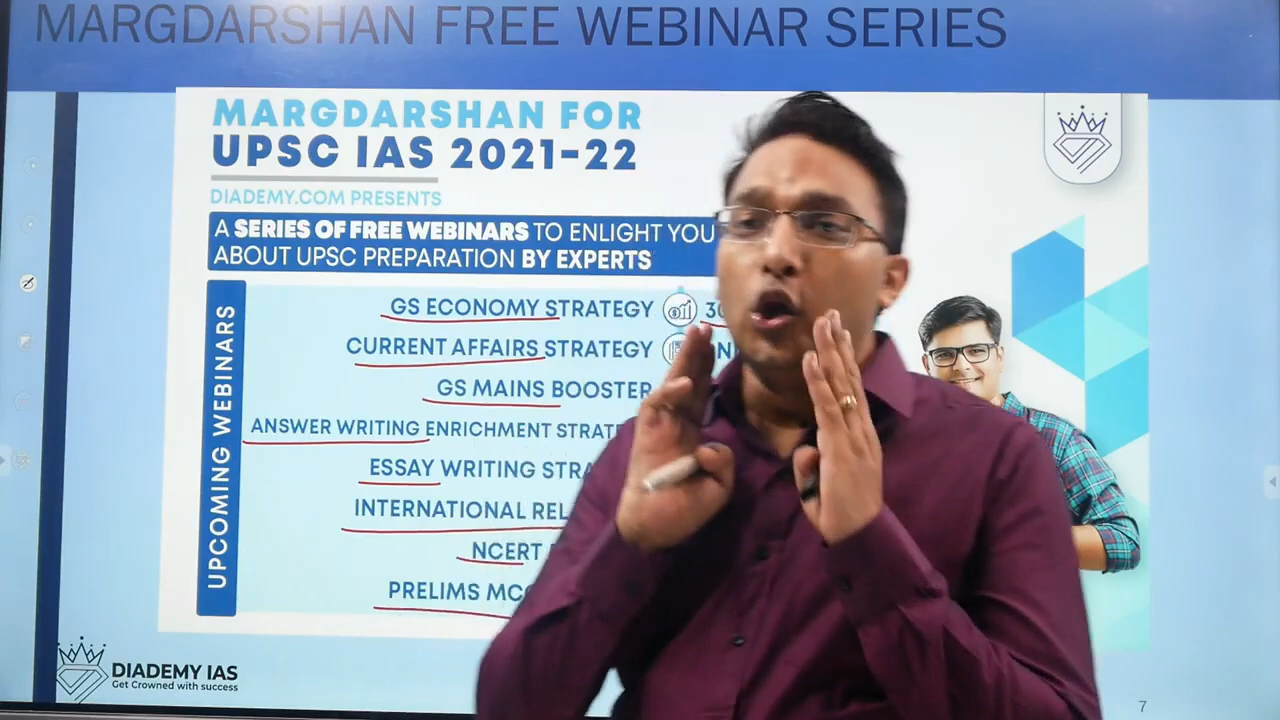 MARGDARSHAN FREE WEBINAR SERIES
MARGDARSHAN FOR
UPSC IAS 2021-22
DIADEMY.COM PRESENTS
A SERIES OF FREE WEBINARS TO ENLIGHT YOU
ABOUT UPSC PREPARATION BY EXPERTS
UPCOMING WEBINARS
GS ECONOMY STRATEGY
CURRENT AFFAIRS STRATEGY
GS MAINS BOOSTER
ANSWER WRITING ENRICHMENT
ESSAY WRITING
INTERNATIONAL
NCERT
PRELIMS
DIADEMY IAS
Get Crowned with success
7